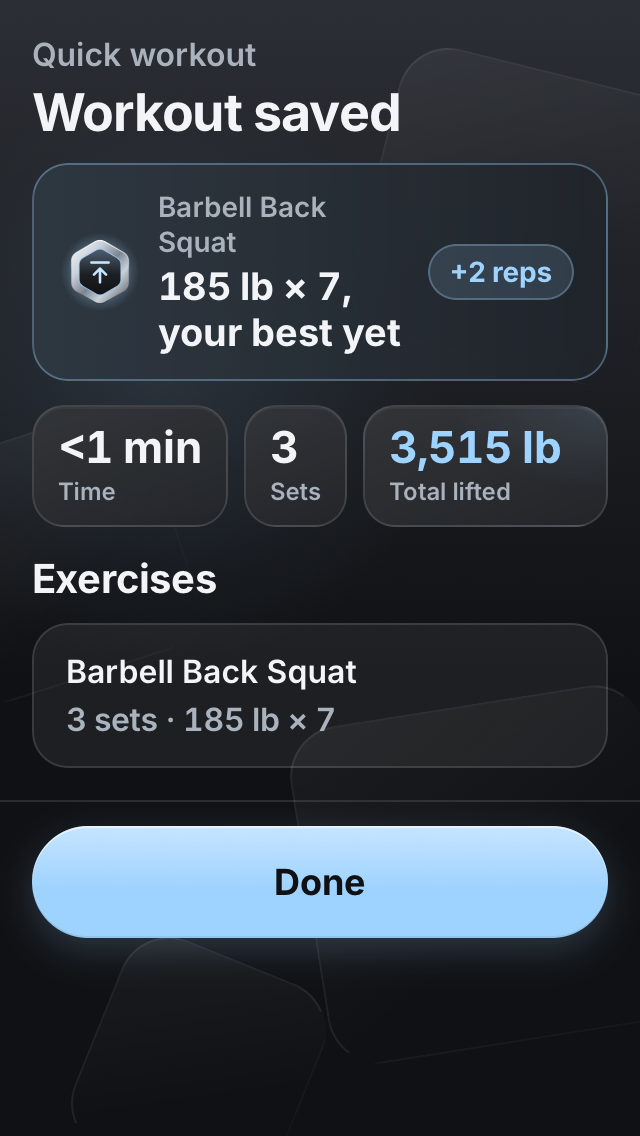 Quick workout
Workout saved
Barbell Back
Squat
185 lb × 7,
your best yet
+2 reps
<1 min
Time
3
Sets
3,515 lb
Total lifted
Exercises
Barbell Back Squat
3 sets · 185 lb × 7
Done